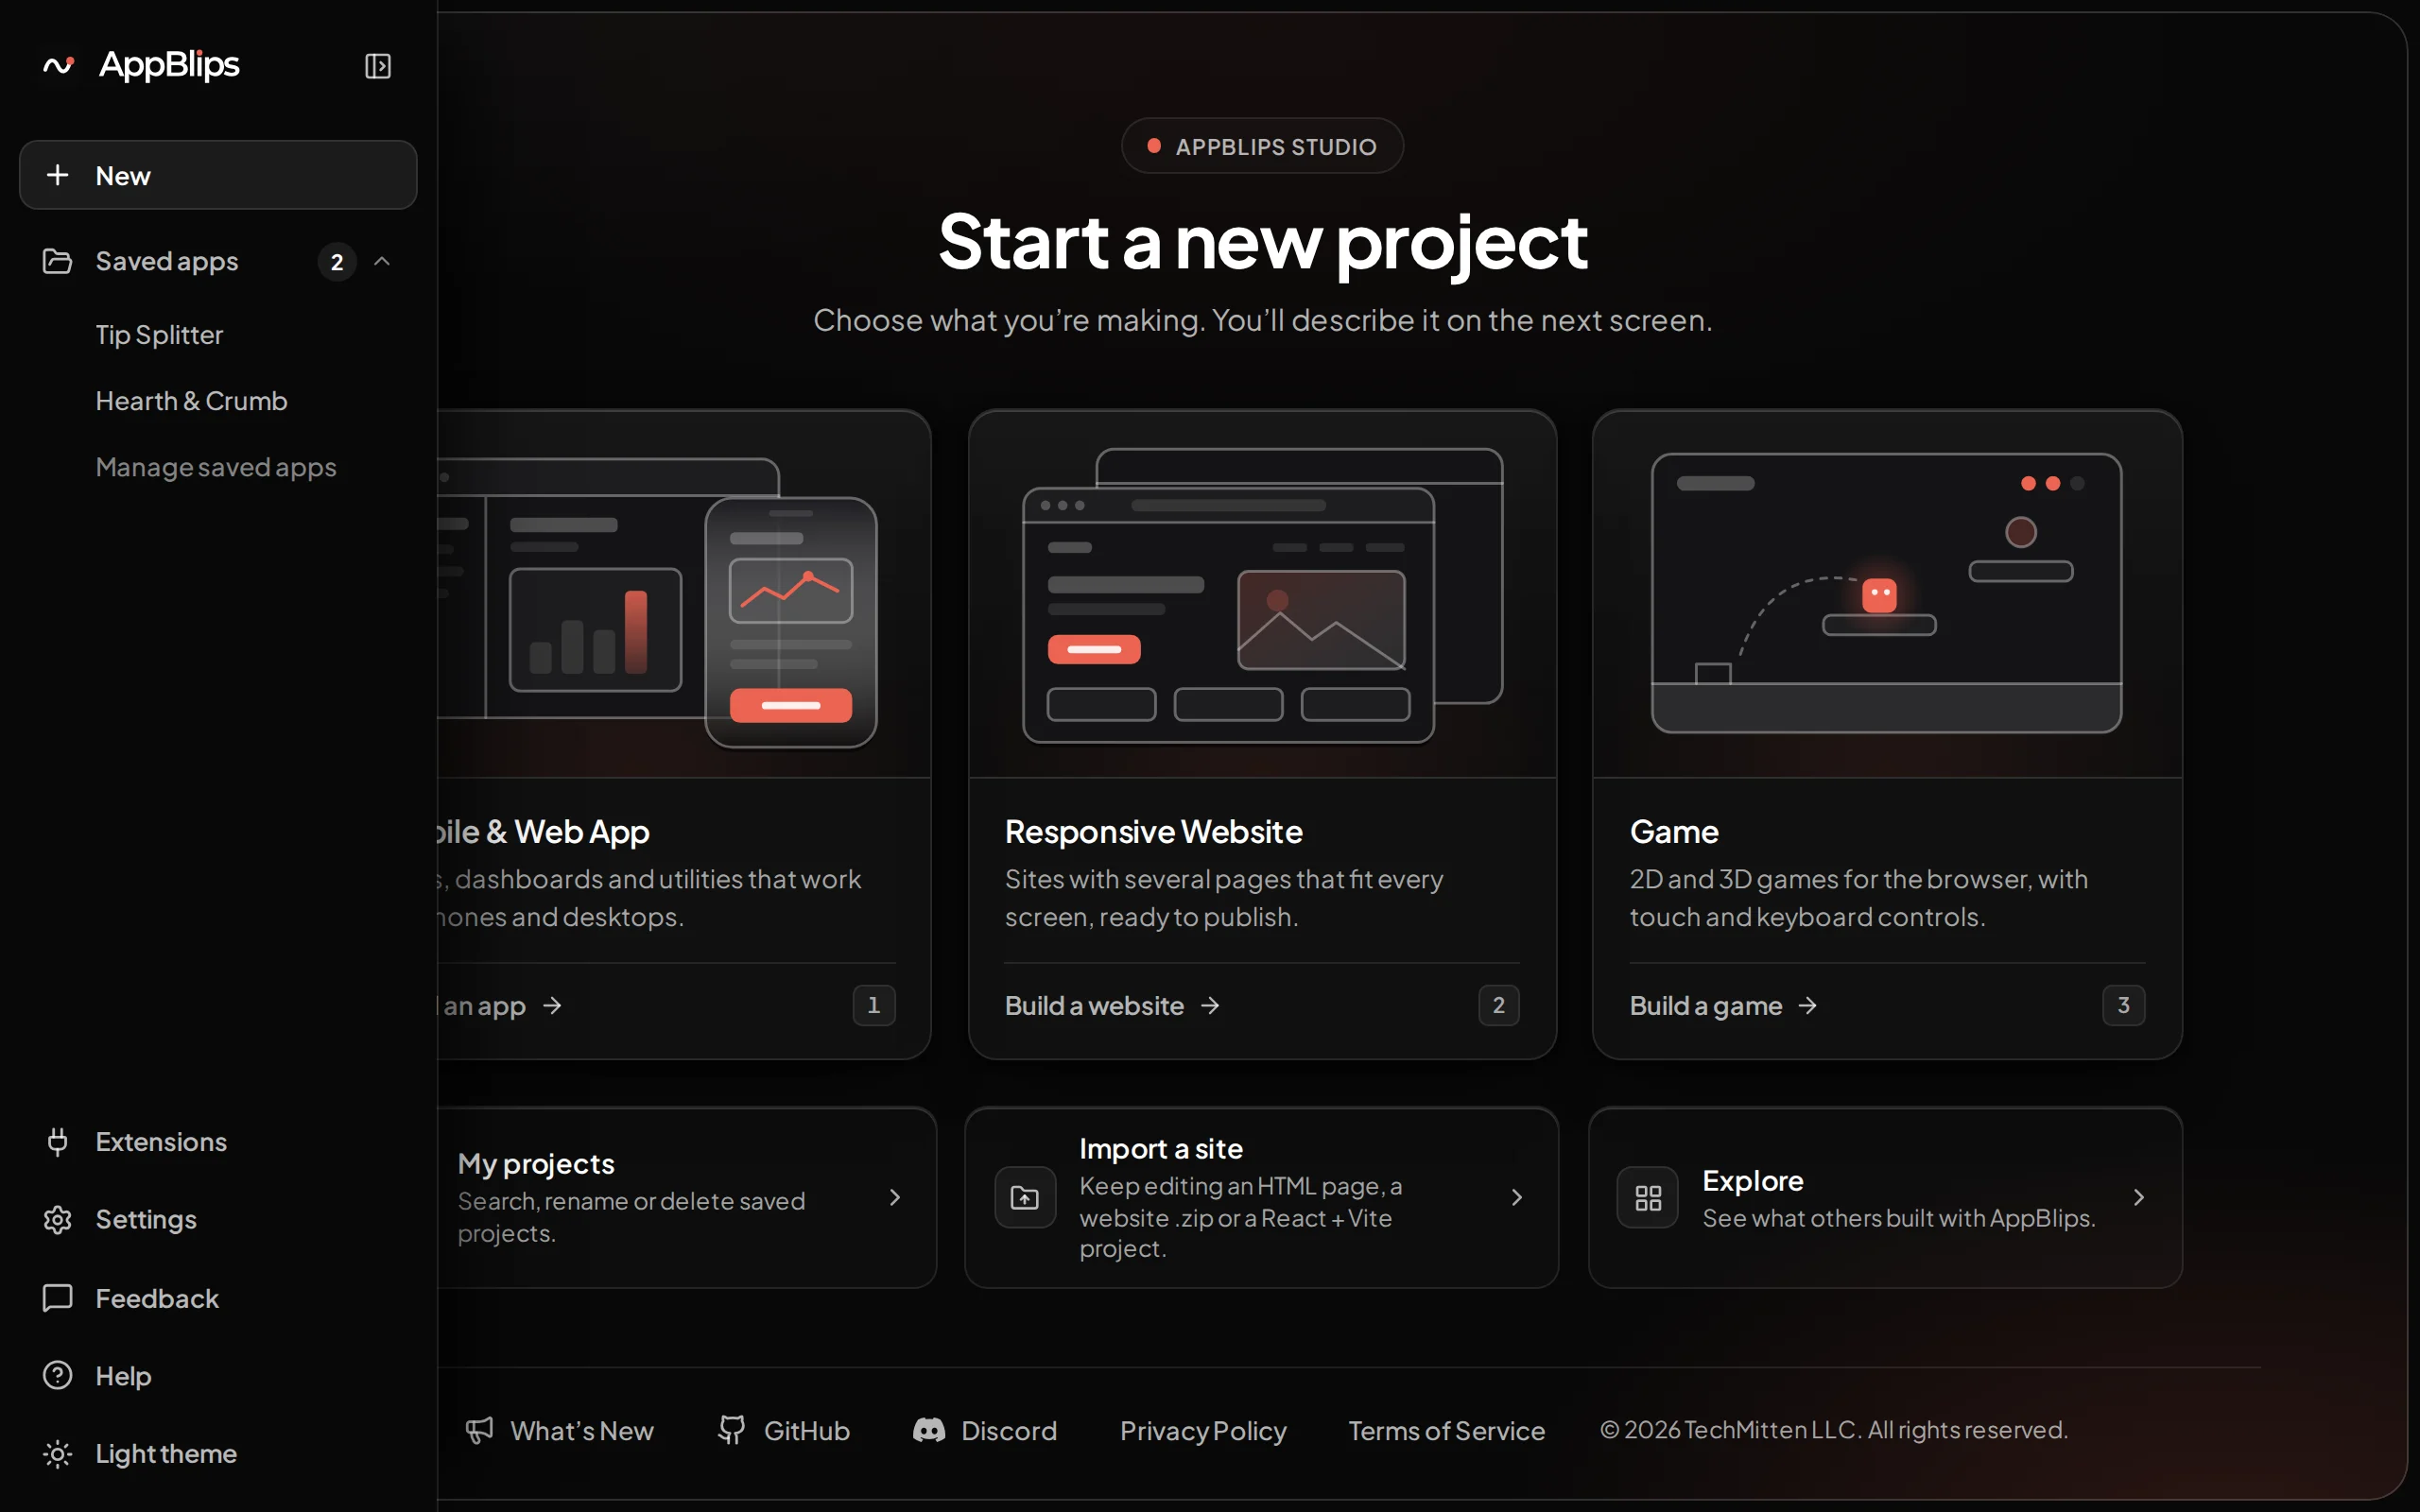 AppBlips
New
Saved apps
2
Tip Splitter
Hearth & Crumb
Manage saved apps
Extensions
Settings
Feedback
Help
Light theme
APPBLIPS STUDIO
Start a new project
Choose what you’re making. You’ll describe it on the next screen.
& Web App
dashboards and utilities that work
and desktops.
an app
1
Responsive Website
Sites with several pages that fit every
screen, ready to publish.
Build a website
2
Game
2D and 3D games for the browser, with
touch and keyboard controls.
Build a game
3
My projects
Search, rename or delete saved
projects.
Import a site
Keep editing an HTML page, a
website .zip or a React + Vite
project.
Explore
See what others built with AppBlips.
What’s New
GitHub
Discord
Privacy Policy
Terms of Service
© 2026 TechMitten LLC. All rights reserved.